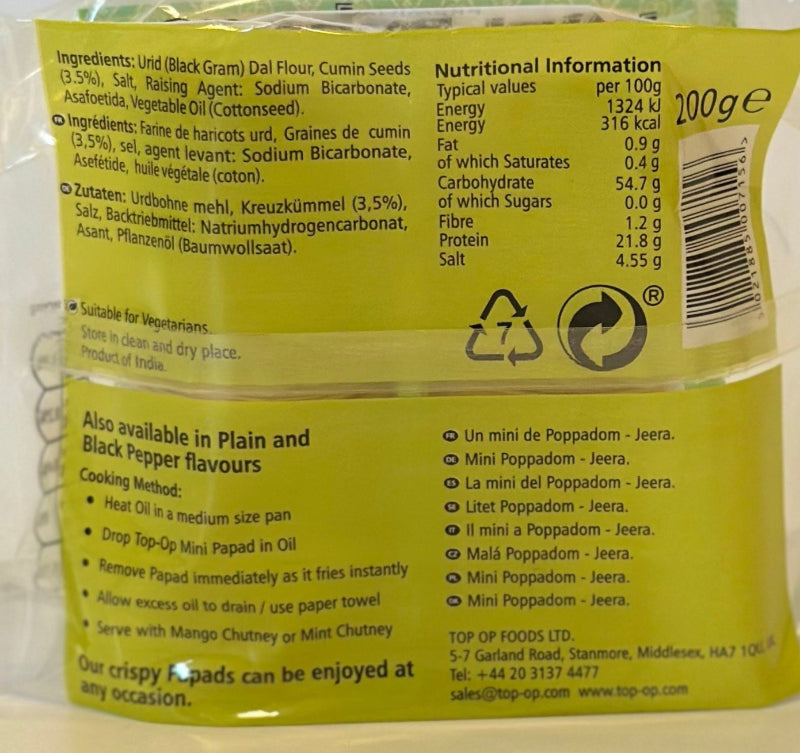 Ingredients: Urid (Black Gram) Dal Flour, Cumin Seeds
(3.5%), Salt, Raising Agent: Sodium Bicarbonate,
Asafoetida, Vegetable Oil (Cottonseed).
FR Ingrédients: Farine de haricots urd, Graines de cumin
(3,5%), sel, agent levant: Sodium Bicarbonate,
Asefétide, huile végétale (coton).
DE Zutaten: Urdbohne mehl, Kreuzkümmel (3,5%),
Salz, Backtriebmittel: Natriumhydrogencarbonat,
Asant, Pflanzenöl (Baumwollsaat).
Suitable for Vegetarians.
Store in clean and dry place.
Product of India.
Nutritional Information
Typical values per 100g
Energy 1324 kJ
Energy 316 kcal
Fat 0.9 g
of which Saturates 0.4 g
Carbohydrate 54.7 g
of which Sugars 0.0 g
Fibre 1.2 g
Protein 21.8 g
Salt 4.55 g
200g e
7
®
Also available in Plain and
Black Pepper flavours
Cooking Method:
• Heat Oil in a medium size pan
• Drop Top-Op Mini Papad in Oil
• Remove Papad immediately as it fries instantly
• Allow excess oil to drain / use paper towel
• Serve with Mango Chutney or Mint Chutney
Our crispy Papads can be enjoyed at
any occasion.
FR Un mini de Poppadom - Jeera.
DE Mini Poppadom - Jeera.
ES La mini del Poppadom - Jeera.
SE Litet Poppadom - Jeera.
IT Il mini a Poppadom - Jeera.
CZ Malá Poppadom - Jeera.
PL Mini Poppadom - Jeera.
DK Mini Poppadom - Jeera.
TOP OP FOODS LTD.
5-7 Garland Road, Stanmore, Middlesex, HA7
Tel: +44 20 3137 4477
sales@top-op.com www.top-op.com